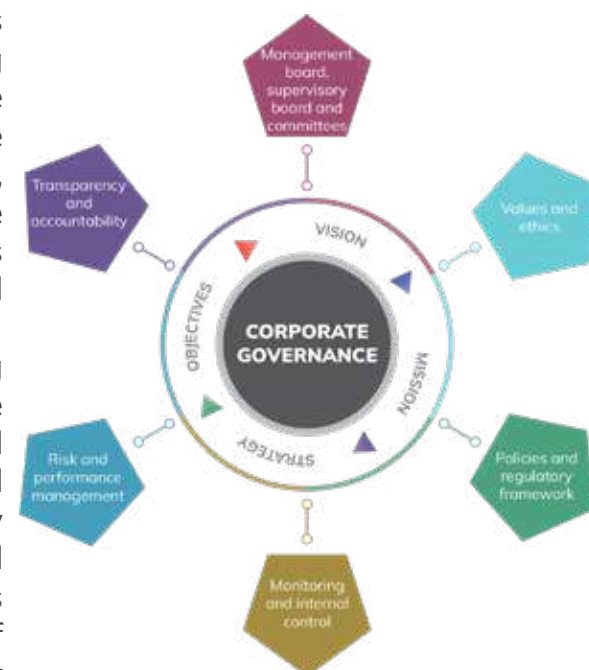 Management
board,
supervisory
board and
committees
Transparency
and
accountability
Values and
ethics
VISION
OBJECTIVES
CORPORATE
GOVERNANCE
MISSION
STRATEGY
Risk and
performance
management
Policies and
regulatory
framework
Monitoring
and internal
control